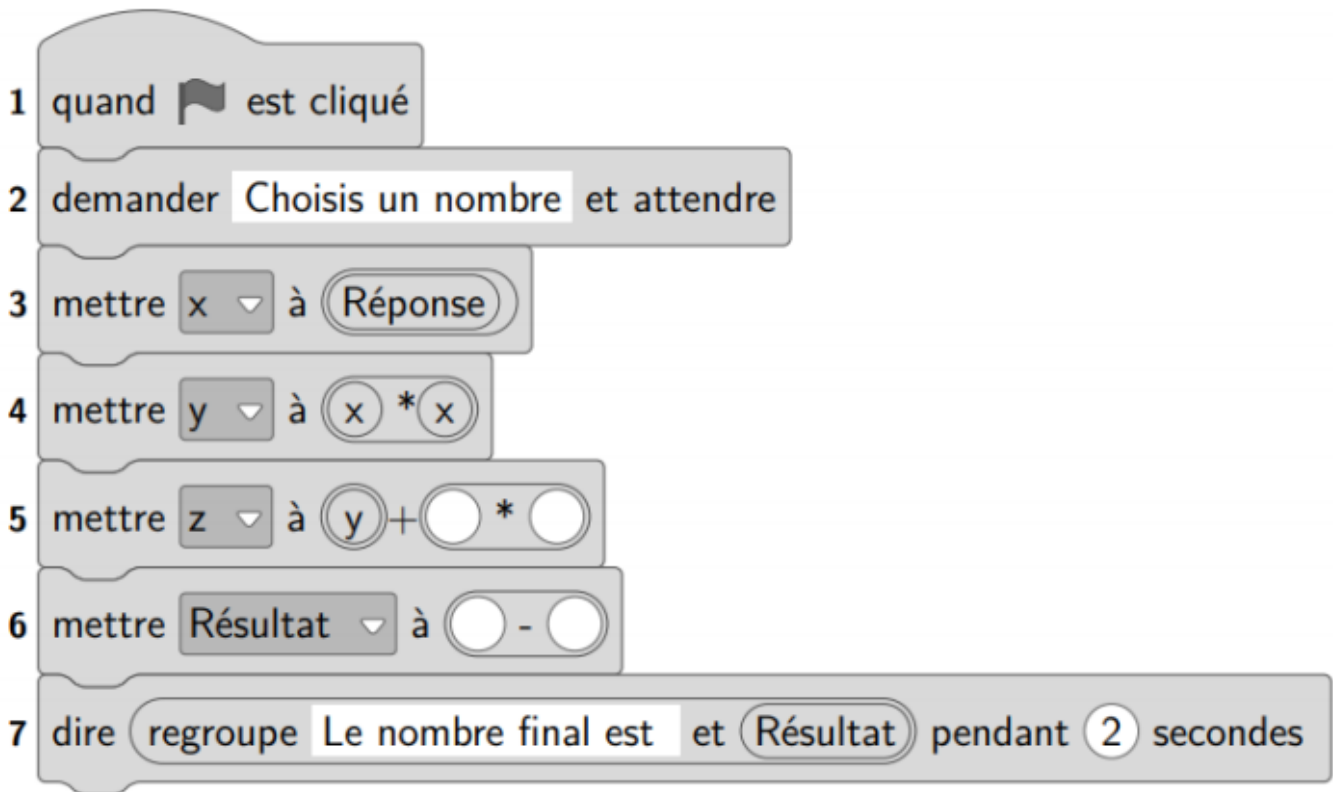 1 quand est cliqué
2 demander Choisis un nombre et attendre
3 mettre x à Réponse
4 mettre y à x * x
5 mettre z à y + *
6 mettre Résultat à -
7 dire regroupe Le nombre final est et Résultat pendant 2 secondes